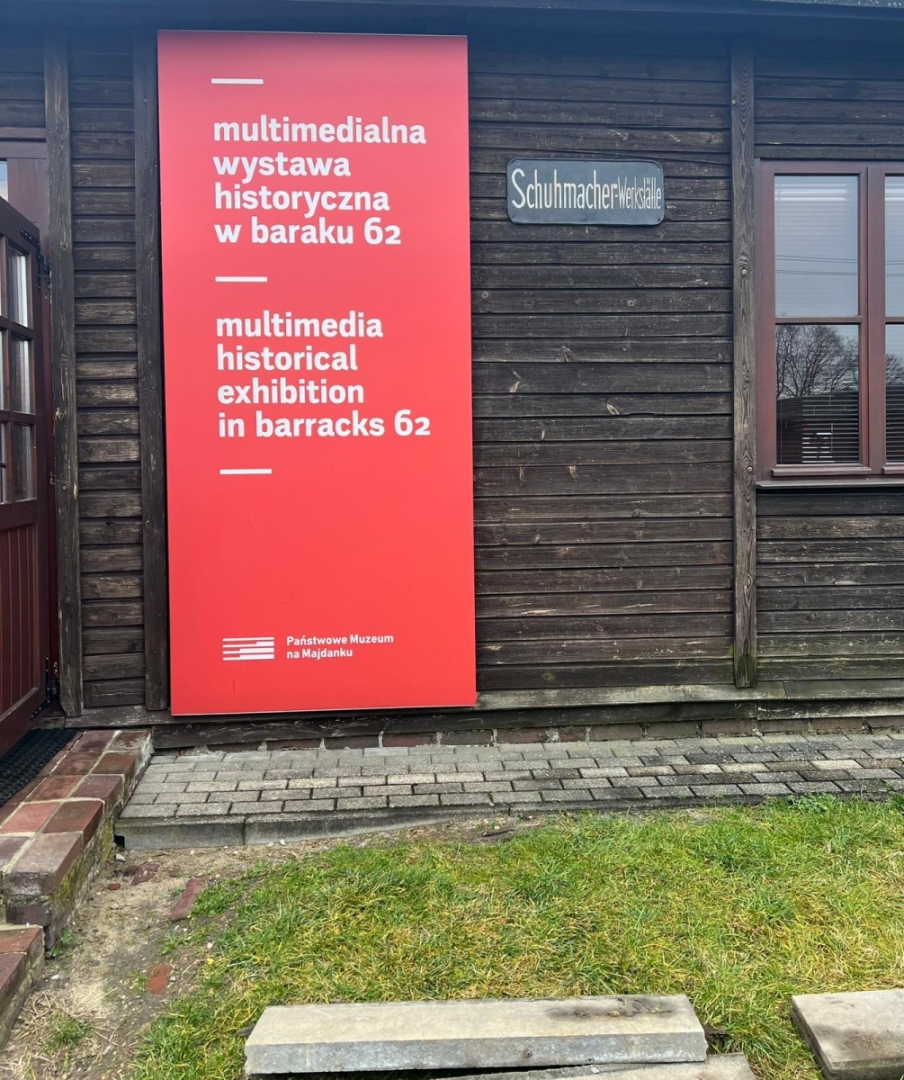 multimedialna
wystawa
historyczna
w baraku 62
multimedia
historical
exhibition
in barracks 62
Państwowe Muzeum
na Majdanku
Schuhmacher-Werkstätte